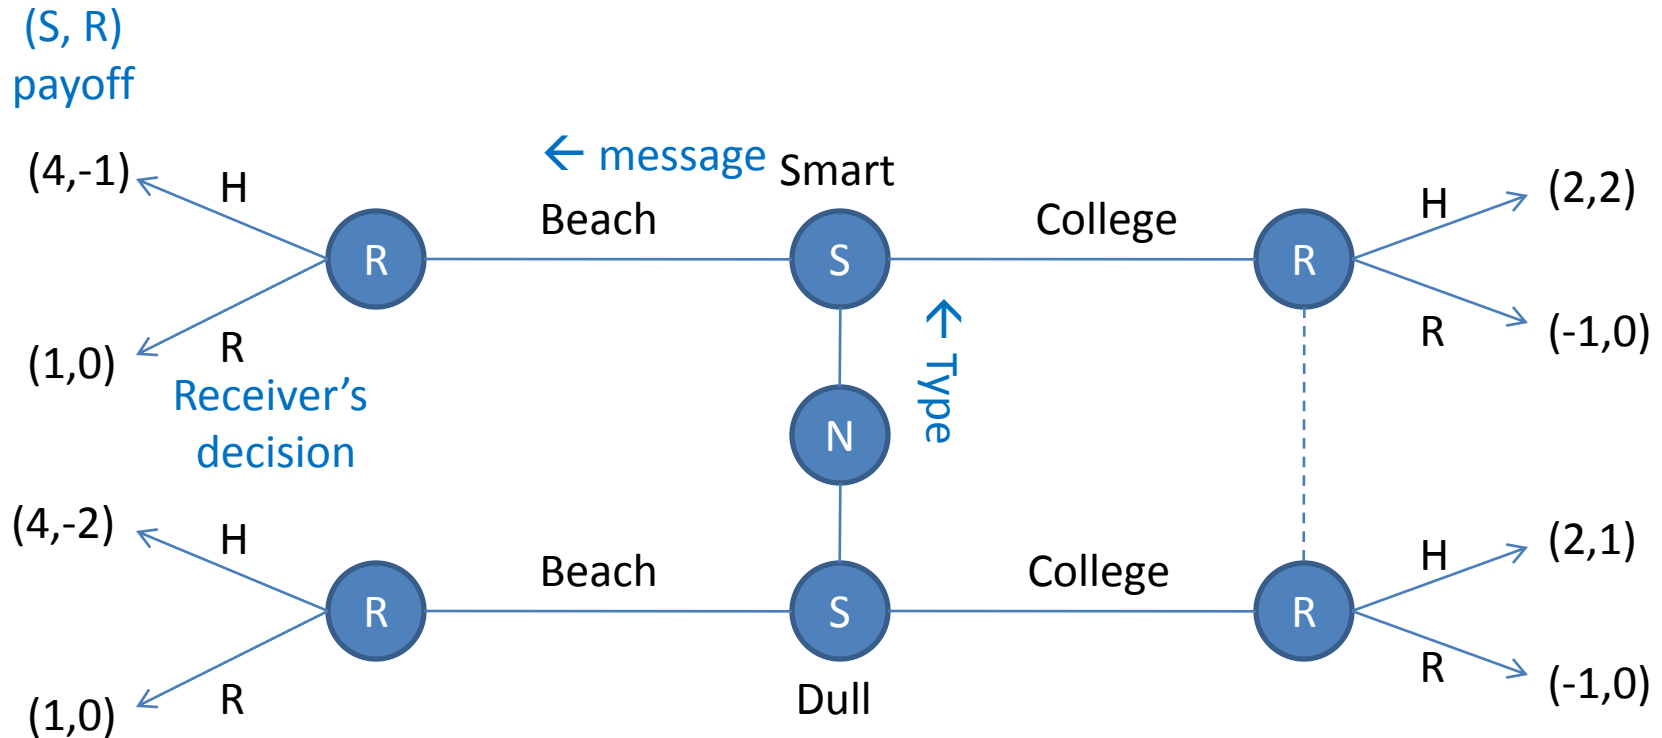 (S, R)
payoff
(4,-1)
H
← message
Smart
Beach
College
H
(2,2)
R
S
R
(1,0)
R
R
(-1,0)
Receiver's
decision
← Type
N
(4,-2)
H
Beach
College
H
(2,1)
R
S
R
(1,0)
R
Dull
R
(-1,0)